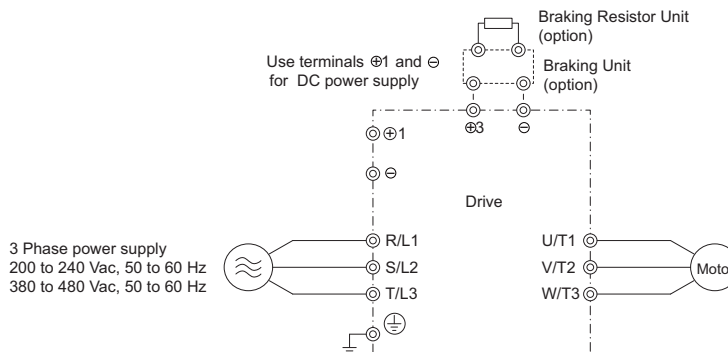 Braking Resistor Unit
(option)
Use terminals ⊕1 and ⊖
for DC power supply
Braking Unit
(option)
⊕3
⊖
⊕1
⊖
Drive
3 Phase power supply
200 to 240 Vac, 50 to 60 Hz
380 to 480 Vac, 50 to 60 Hz
R/L1
S/L2
T/L3
U/T1
V/T2
W/T3
Moto